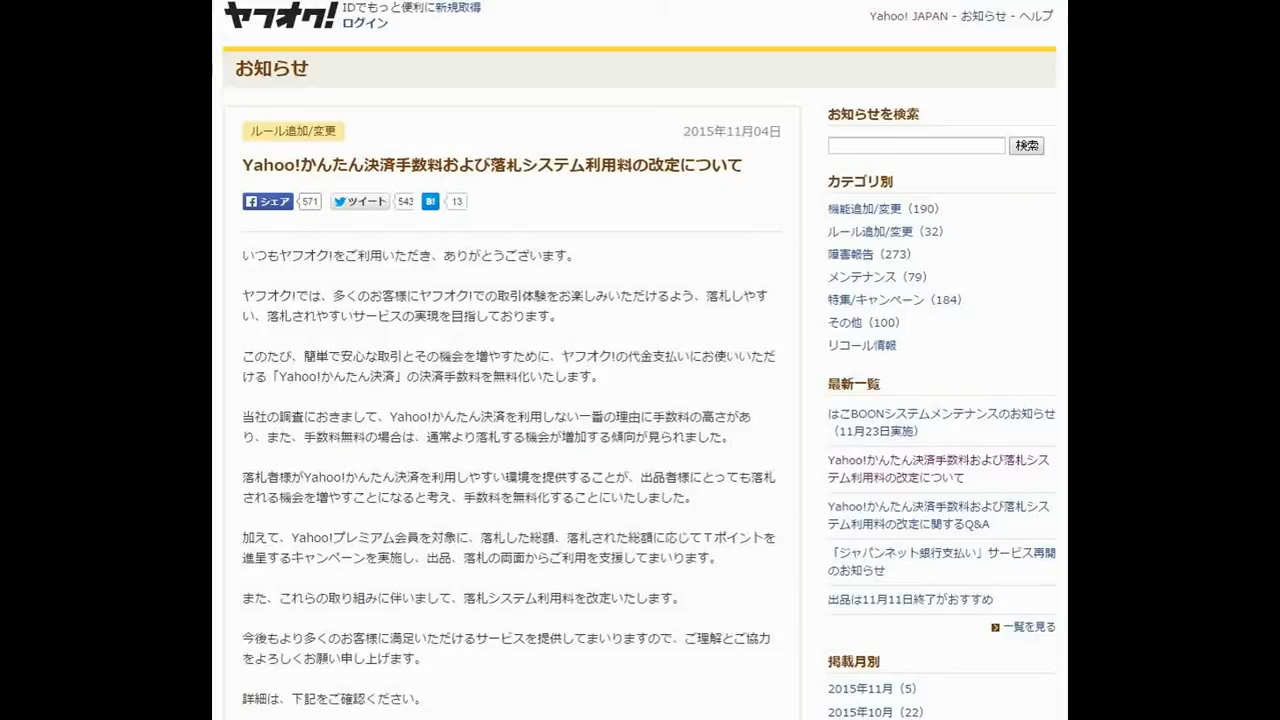 ヤフオク!
IDでもっと便利に新規取得
ログイン
Yahoo! JAPAN - お知らせ - ヘルプ
お知らせ
ルール追加/変更
2015年11月04日
Yahoo!かんたん決済手数料および落札システム利用料の改定について
シェア 571 ツイート 543 B! 13
いつもヤフオク!をご利用いただき、ありがとうございます。
ヤフオク!では、多くのお客様にヤフオク!での取引体験をお楽しみいただけるよう、落札しやす
い、落札されやすいサービスの実現を目指しております。
このたび、簡単で安心な取引とその機会を増やすために、ヤフオク!の代金支払いにお使いいただ
ける「Yahoo!かんたん決済」の決済手数料を無料化いたします。
当社の調査におきまして、Yahoo!かんたん決済を利用しない一番の理由に手数料の高さがあ
り、また、手数料無料の場合は、通常より落札する機会が増加する傾向が見られました。
落札者様がYahoo!かんたん決済を利用しやすい環境を提供することが、出品者様にとっても落札
される機会を増やすことになると考え、手数料を無料化することにいたしました。
加えて、Yahoo!プレミアム会員を対象に、落札した総額、落札された総額に応じてTポイントを
進呈するキャンペーンを実施し、出品、落札の両面からご利用を支援してまいります。
また、これらの取り組みに伴いまして、落札システム利用料を改定いたします。
今後もより多くのお客様に満足いただけるサービスを提供してまいりますので、ご理解とご協力
をよろしくお願い申し上げます。
詳細は、下記をご確認ください。
お知らせを検索
検索
カテゴリ別
機能追加/変更（190）
ルール追加/変更（32）
障害報告（273）
メンテナンス（79）
特集/キャンペーン（184）
その他（100）
リコール情報
最新一覧
はこBOONシステムメンテナンスのお知らせ
（11月23日実施）
Yahoo!かんたん決済手数料および落札シス
テム利用料の改定について
Yahoo!かんたん決済手数料および落札シス
テム利用料の改定に関するQ&A
「ジャパンネット銀行支払い」サービス再開
のお知らせ
出品は11月11日終了がおすすめ
一覧を見る
掲載月別
2015年11月（5）
2015年10月（22）